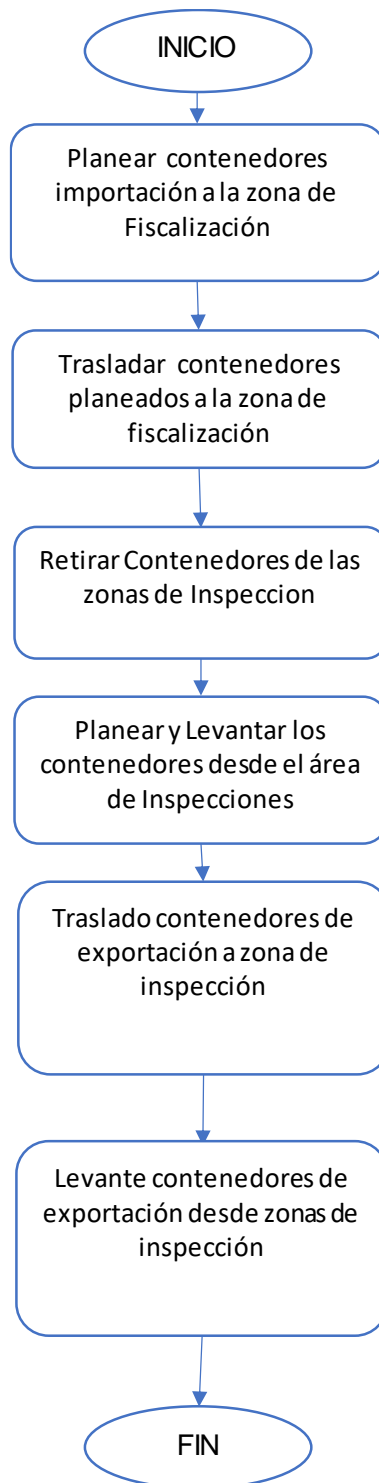 INICIO
Planear contenedores
importación a la zona de
Fiscalización
Trasladar contenedores
planeados a la zona de
fiscalización
Retirar Contenedores de las
zonas de Inspeccion
Planear y Levantar los
contenedores desde el área
de Inspecciones
Traslado contenedores de
exportación a zona de
inspección
Levante contenedores de
exportación desde zonas de
inspección
FIN